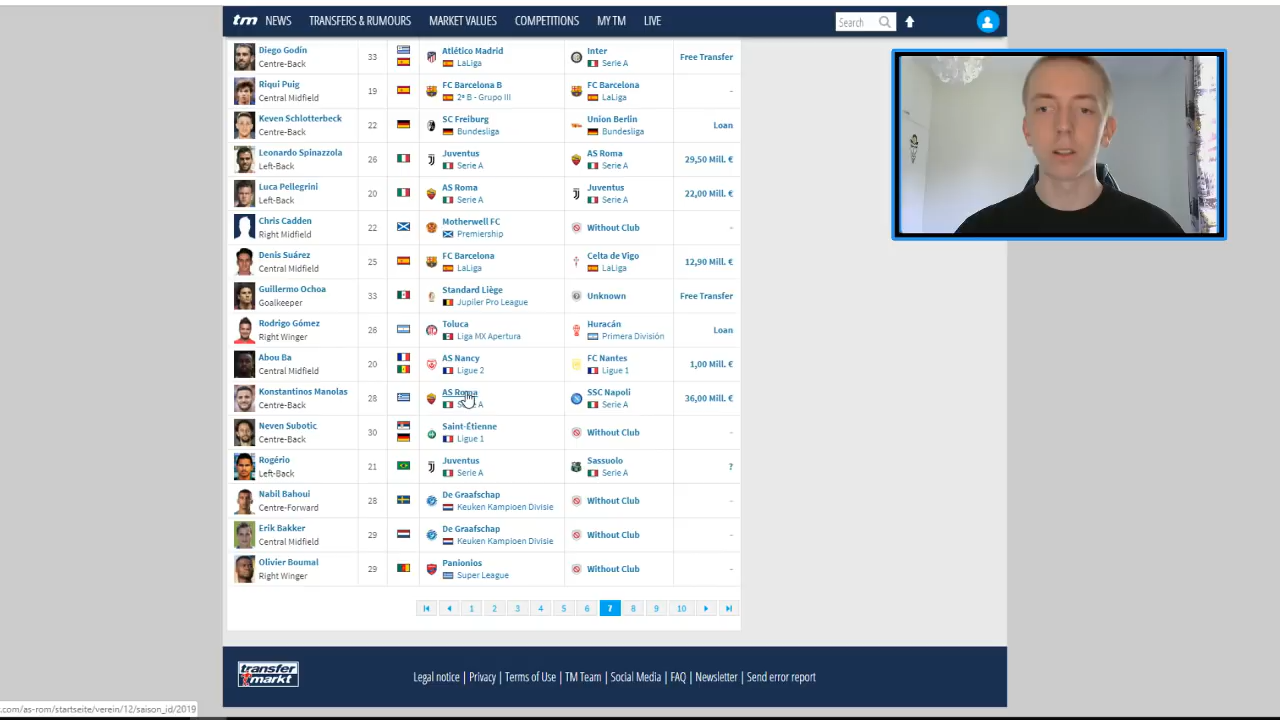 tm NEWS TRANSFERS & RUMOURS MARKET VALUES COMPETITIONS MY TM LIVE Search
Diego Godín Centre-Back 33 Atlético Madrid LaLiga Inter Serie A Free Transfer
Riqui Puig Central Midfield 19 FC Barcelona B 2ª B - Grupo III FC Barcelona LaLiga -
Keven Schlotterbeck Centre-Back 22 SC Freiburg Bundesliga Union Berlin Bundesliga Loan
Leonardo Spinazzola Left-Back 26 Juventus Serie A AS Roma Serie A 29,50 Mill. €
Luca Pellegrini Left-Back 20 AS Roma Serie A Juventus Serie A 22,00 Mill. €
Chris Cadden Right Midfield 22 Motherwell FC Premiership Without Club -
Denis Suárez Central Midfield 25 FC Barcelona LaLiga Celta de Vigo LaLiga 12,90 Mill. €
Guillermo Ochoa Goalkeeper 33 Standard Liège Jupiler Pro League Unknown Free Transfer
Rodrigo Gómez Right Winger 26 Toluca Liga MX Apertura Huracán Primera División Loan
Abou Ba Central Midfield 20 AS Nancy Ligue 2 FC Nantes Ligue 1 1,00 Mill. €
Konstantinos Manolas Centre-Back 28 AS Roma Serie A SSC Napoli Serie A 36,00 Mill. €
Neven Subotic Centre-Back 30 Saint-Étienne Ligue 1 Without Club -
Rogério Left-Back 21 Juventus Serie A Sassuolo Serie A ?
Nabil Bahoui Centre-Forward 28 De Graafschap Keuken Kampioen Divisie Without Club -
Erik Bakker Central Midfield 29 De Graafschap Keuken Kampioen Divisie Without Club -
Olivier Boumal Right Winger 29 Panionios Super League Without Club -
1 2 3 4 5 6 7 8 9 10
transfer markt Legal notice | Privacy | Terms of Use | TM Team | Social Media | FAQ | Newsletter | Send error report
.com/as-rom/startseite/verein/12/saison_id/2019